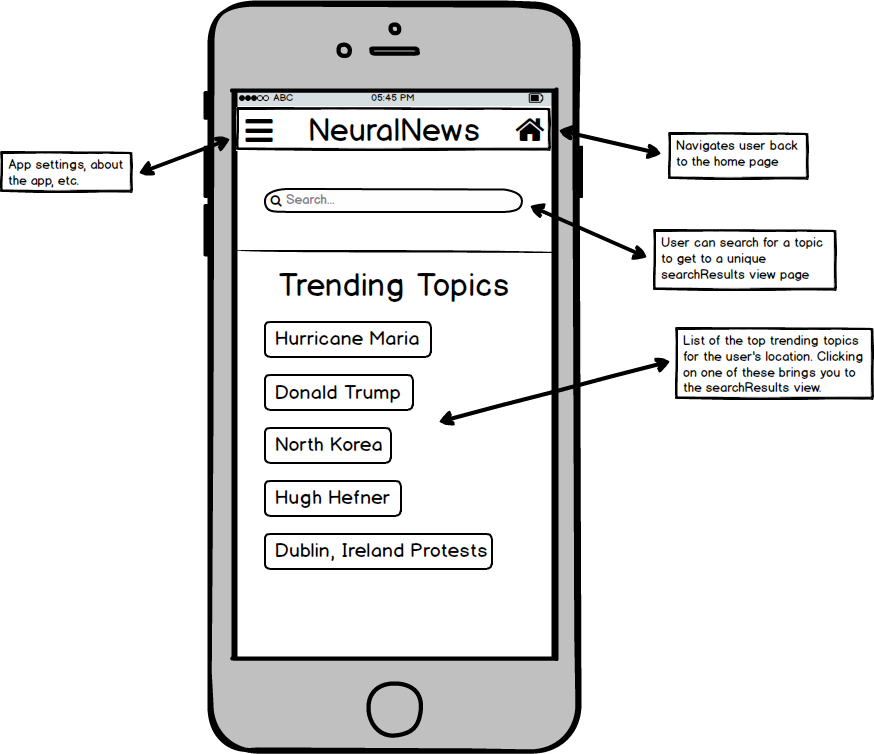 ABC 05:45 PM
NeuralNews
App settings, about
the app, etc.
Navigates user back
to the home page
Search...
User can search for a topic
to get to a unique
searchResults view page
Trending Topics
Hurricane Maria
Donald Trump
North Korea
Hugh Hefner
Dublin, Ireland Protests
List of the top trending topics
for the user's location. Clicking
on one of these brings you to
the searchResults view.